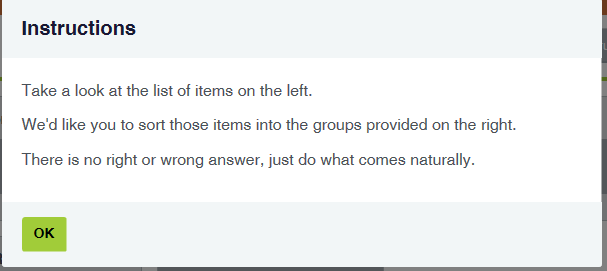 Instructions
Take a look at the list of items on the left.
We'd like you to sort those items into the groups provided on the right.
There is no right or wrong answer, just do what comes naturally.
OK